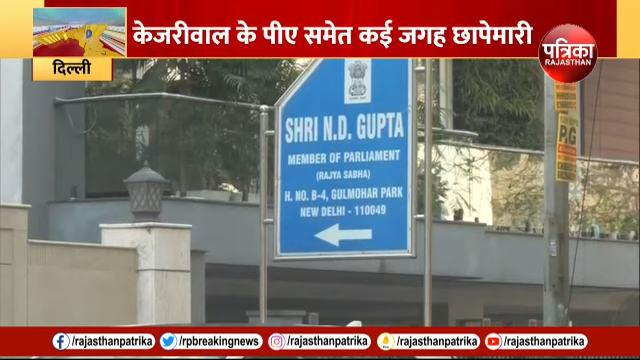 केजरीवाल के पीए समेत कई जगह छापेमारी
पत्रिका
RAJASTHAN
दिल्ली
SHRI N.D. GUPTA
MEMBER OF PARLIAMENT
(RAJYA SABHA)
H. NO. B-4, GULMOHAR PARK
NEW DELHI - 110049
P.G
/rajasthanpatrika
/rpbreakingnews
/rajasthanpatrika
/rajasthanpatrika
/rajasthanpatrika